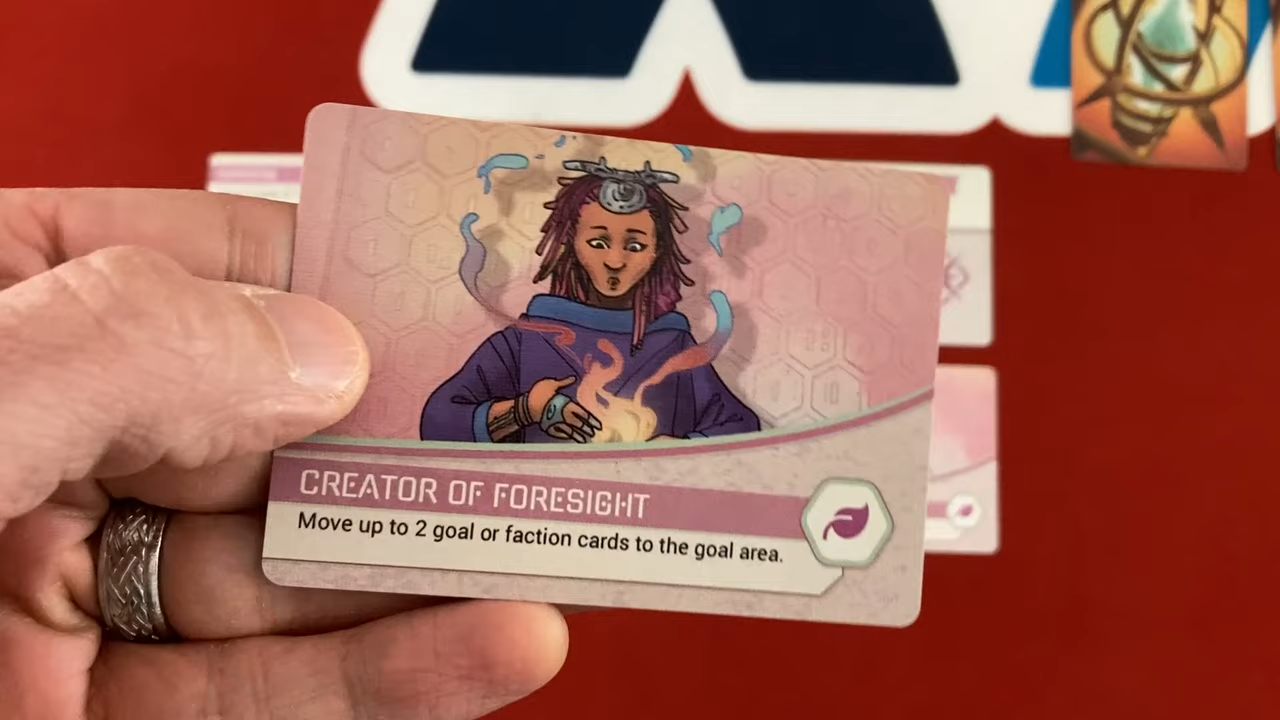 CREATOR OF FORESIGHT
Move up to 2 goal or faction cards to the goal area.